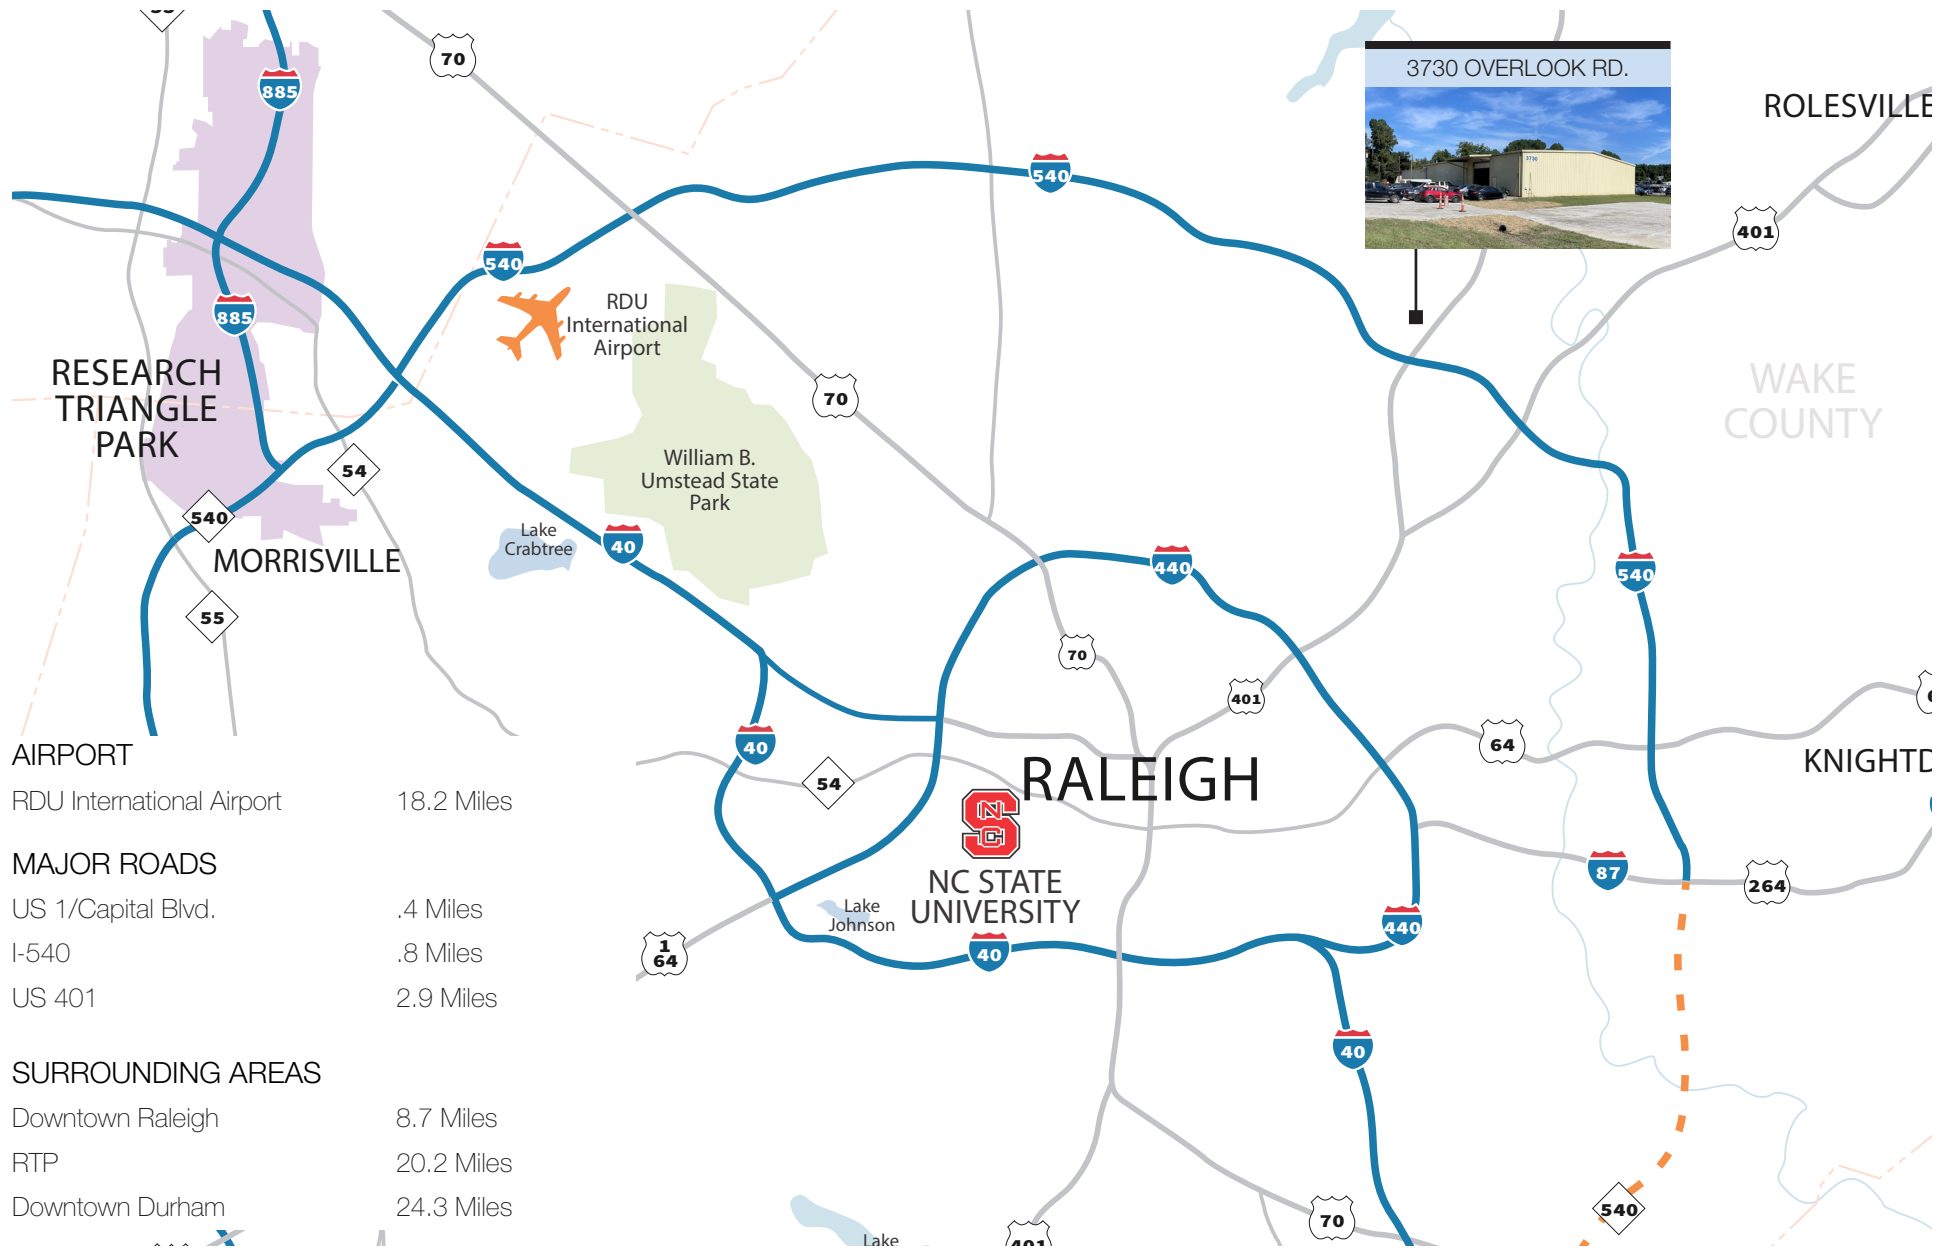 70
885
3730 OVERLOOK RD.
3730
ROLESVILLE
540
401
540
885
RDU
International
Airport
RESEARCH
TRIANGLE
PARK
70
WAKE
COUNTY
William B.
Umstead State
Park
54
540
Lake
Crabtree
40
MORRISVILLE
440
540
55
70
401
40
64
KNIGHTD
54
RALEIGH
NC STATE
UNIVERSITY
87
264
Lake
Johnson
1
64
40
440
40
70
540
401
Lake
AIRPORT
RDU International Airport 18.2 Miles
MAJOR ROADS
US 1/Capital Blvd. .4 Miles
I-540 .8 Miles
US 401 2.9 Miles
SURROUNDING AREAS
Downtown Raleigh 8.7 Miles
RTP 20.2 Miles
Downtown Durham 24.3 Miles